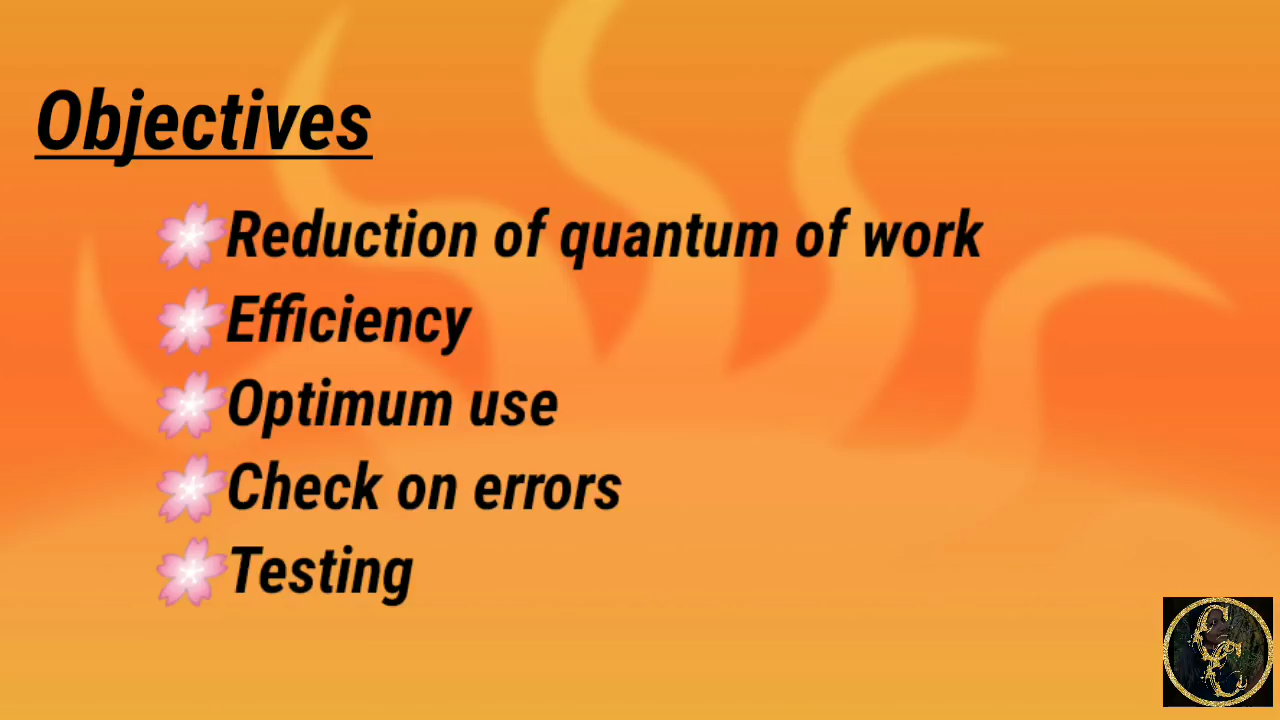 Objectives
🌸Reduction of quantum of work
🌸Efficiency
🌸Optimum use
🌸Check on errors
🌸Testing